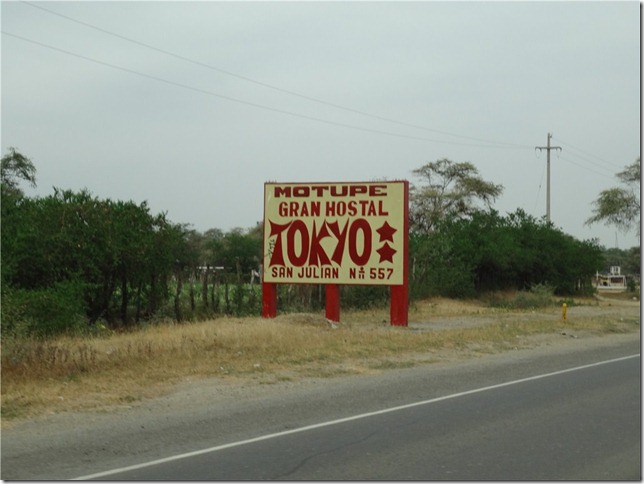 MOTUPE
GRAN HOSTAL
TOKYO
SAN JULIAN Nº 557